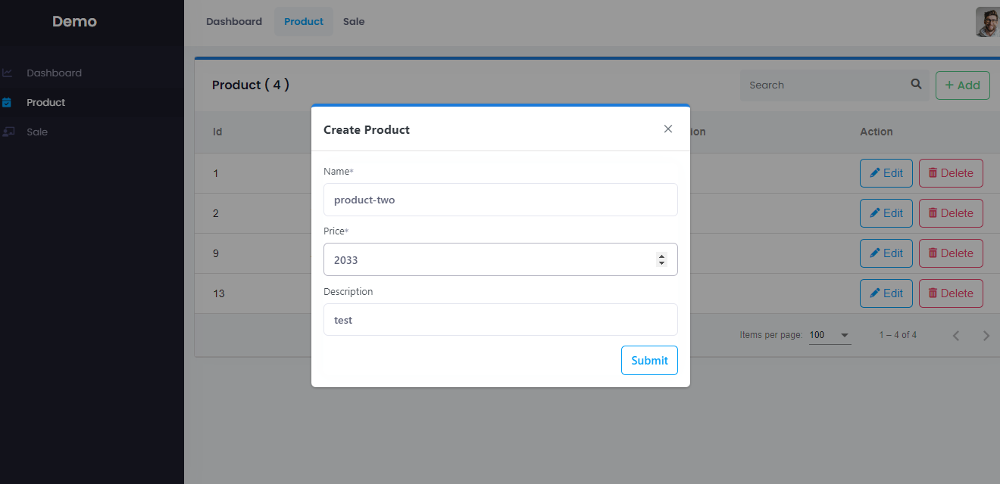 Demo
Dashboard Product Sale
Dashboard
Product
Sale
Product ( 4 )
Search
+ Add
Id ion Action
1 Edit Delete
2 Edit Delete
9 Edit Delete
13 Edit Delete
Items per page: 100 1 – 4 of 4
Create Product
Name*
product-two
Price*
2033
Description
test
Submit